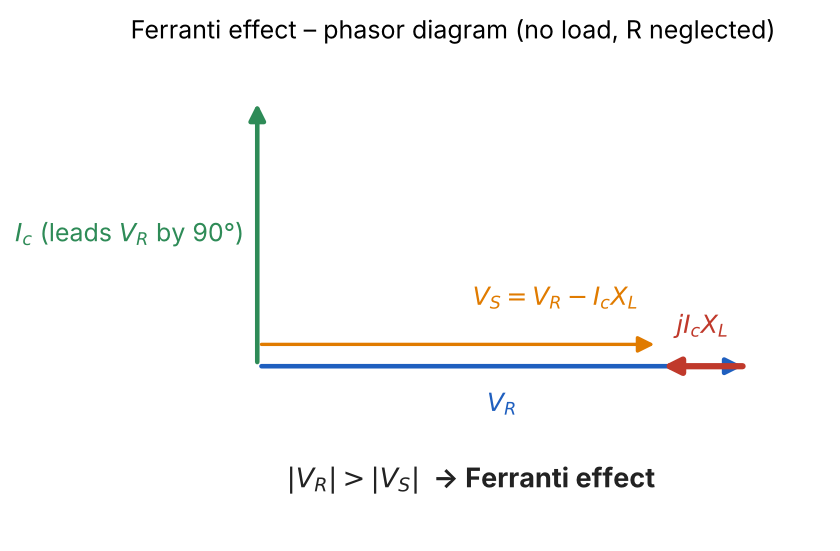 Ferranti effect – phasor diagram (no load, R neglected)
I_c (leads V_R by 90°)
V_S = V_R − I_cX_L
jI_cX_L
V_R
|V_R| > |V_S| → Ferranti effect